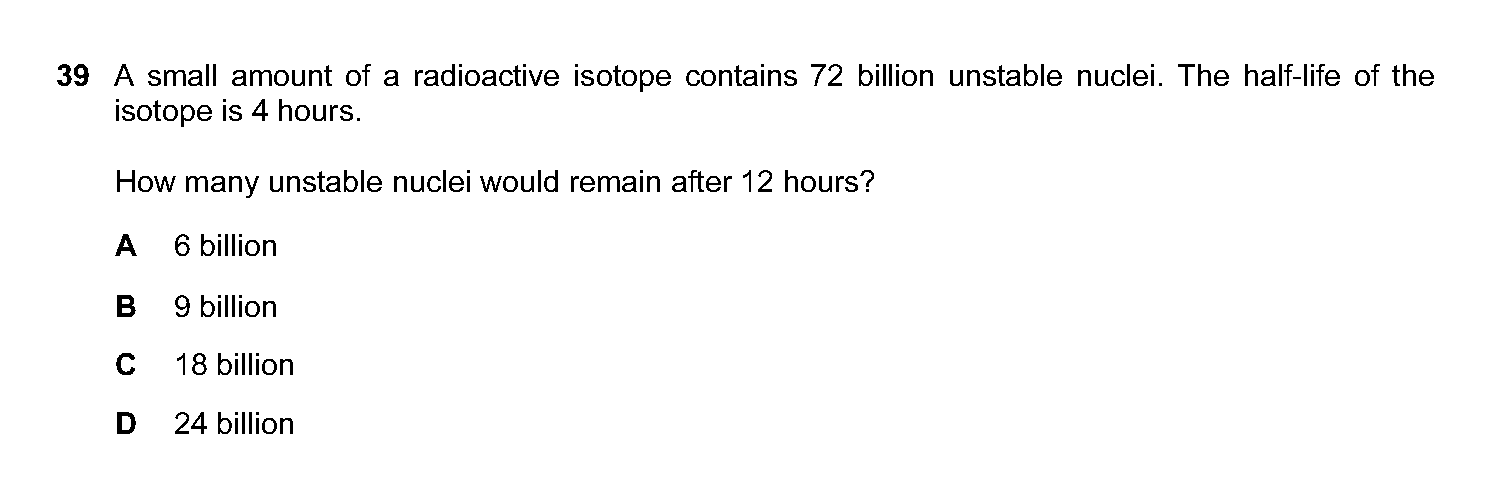 39 A small amount of a radioactive isotope contains 72 billion unstable nuclei. The half-life of the
isotope is 4 hours.
How many unstable nuclei would remain after 12 hours?
A 6 billion
B 9 billion
C 18 billion
D 24 billion